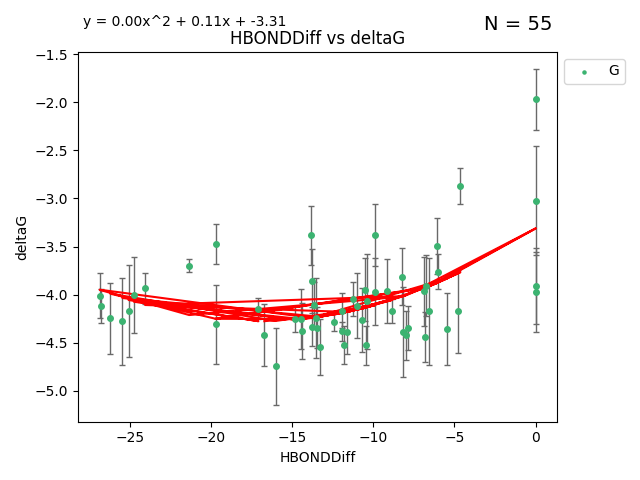 y = 0.00x^2 + 0.11x + -3.31
N = 55
HBONDDiff vs deltaG
G
−1.5
−2.0
−2.5
−3.0
−3.5
−4.0
−4.5
−5.0
deltaG
−25
−20
−15
−10
−5
0
HBONDDiff